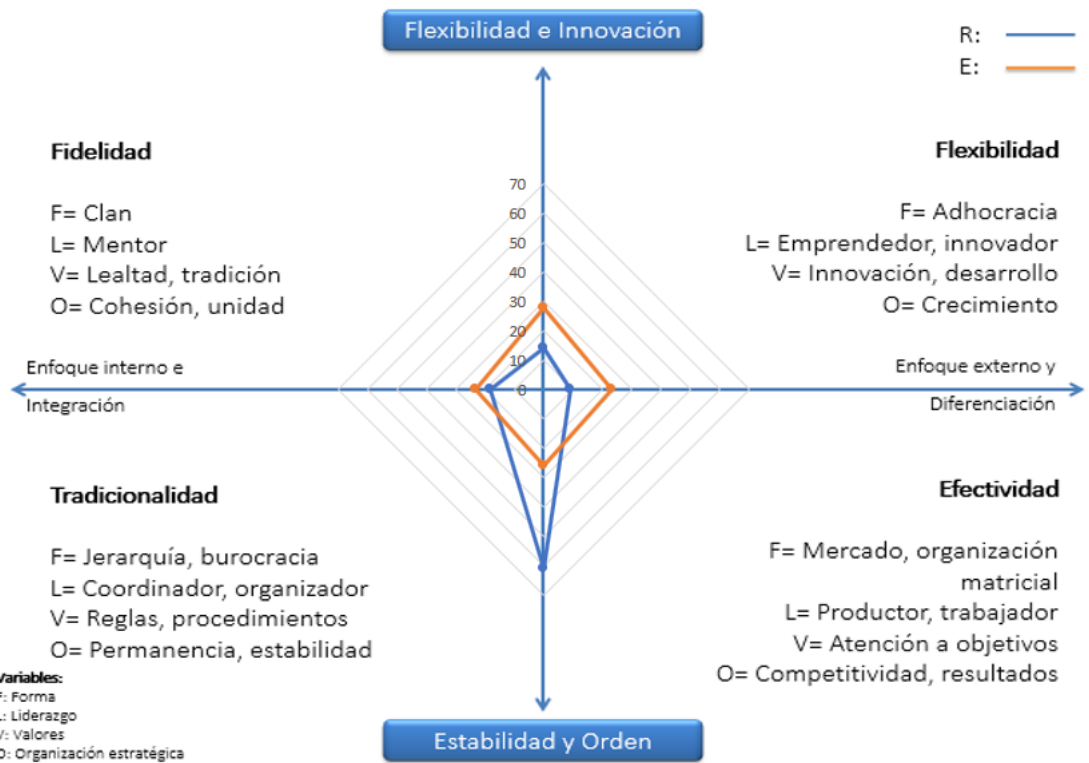 Flexibilidad e Innovación
R:
E:
Fidelidad
F= Clan
L= Mentor
V= Lealtad, tradición
O= Cohesión, unidad
Flexibilidad
F= Adhocracia
L= Emprendedor, innovador
V= Innovación, desarrollo
O= Crecimiento
70
60
50
40
30
20
10
0
Enfoque interno e
Integración
Enfoque externo y
Diferenciación
Tradicionalidad
F= Jerarquía, burocracia
L= Coordinador, organizador
V= Reglas, procedimientos
O= Permanencia, estabilidad
Efectividad
F= Mercado, organización
matricial
L= Productor, trabajador
V= Atención a objetivos
O= Competitividad, resultados
Variables:
F: Forma
L: Liderazgo
V: Valores
O: Organización estratégica
Estabilidad y Orden